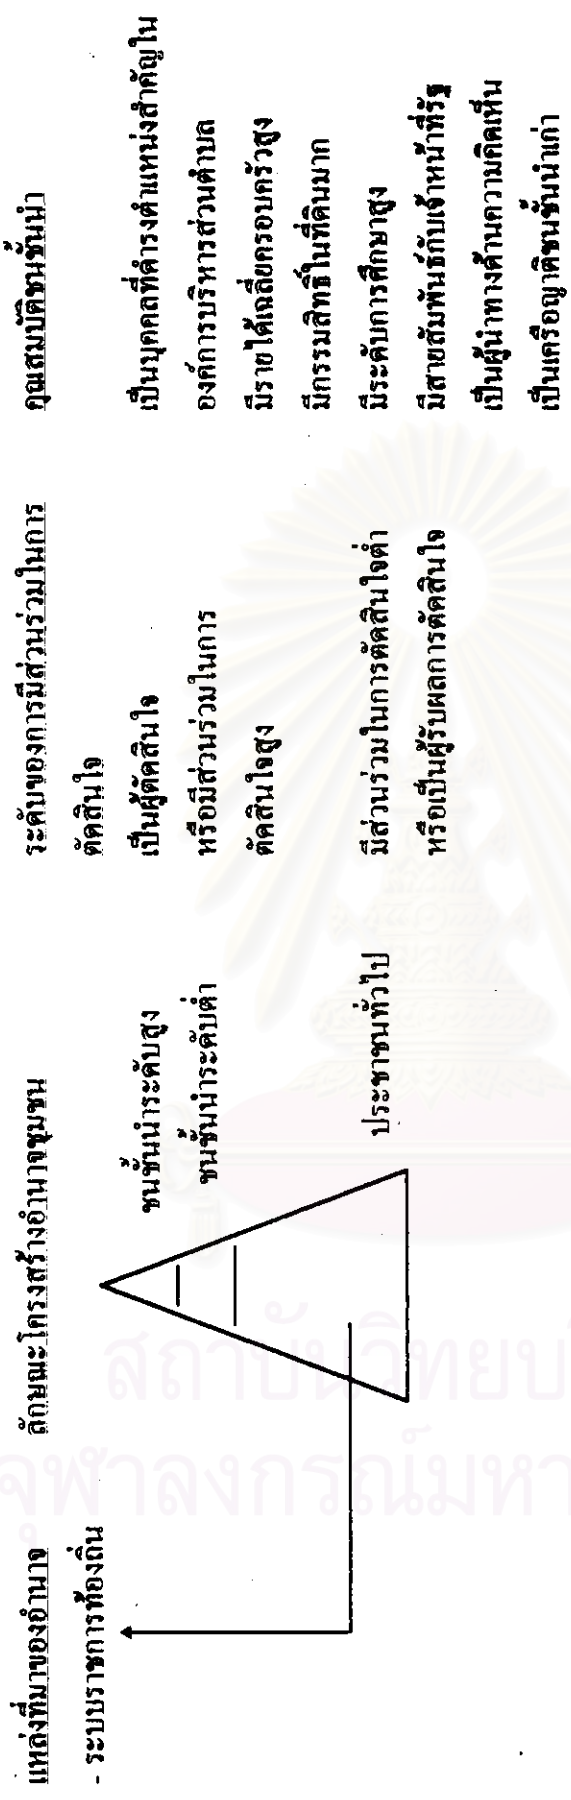 แหล่งที่มาของอำนาจ
- ระบบราชการท้องถิ่น
ลักษณะโครงสร้างอำนาจชุมชน
ชนชั้นนำระดับสูง
ชนชั้นนำระดับต่ำ
ประชาชนทั่วไป
ระดับของการมีส่วนร่วมในการ
ตัดสินใจ
เป็นผู้ตัดสินใจ
หรือมีส่วนร่วมในการ
ตัดสินใจสูง
มีส่วนร่วมในการตัดสินใจต่ำ
หรือเป็นผู้รับผลการตัดสินใจ
คุณสมบัติชนชั้นนำ
เป็นบุคคลที่ดำรงตำแหน่งสำคัญใน
องค์การบริหารส่วนตำบล
มีรายได้เฉลี่ยครอบครัวสูง
มีกรรมสิทธิ์ในที่ดินมาก
มีระดับการศึกษาสูง
มีสายสัมพันธ์กับเจ้าหน้าที่รัฐ
เป็นผู้นำทางด้านความคิดเห็น
เป็นเครือญาติชนชั้นนำเก่า